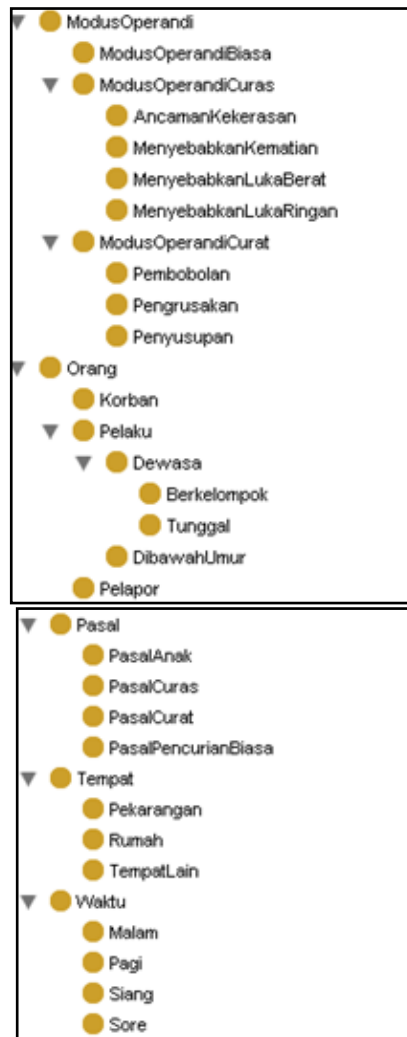 ModusOperandi
ModusOperandiBiasa
ModusOperandiCuras
AncamanKekerasan
MenyebabkanKematian
MenyebabkanLukaBerat
MenyebabkanLukaRingan
ModusOperandiCurat
Pembobolan
Pengrusakan
Penyusupan
Orang
Korban
Pelaku
Dewasa
Berkelompok
Tunggal
DibawahUmur
Pelapor
Pasal
PasalAnak
PasalCuras
PasalCurat
PasalPencurianBiasa
Tempat
Pekarangan
Rumah
TempatLain
Waktu
Malam
Pagi
Siang
Sore